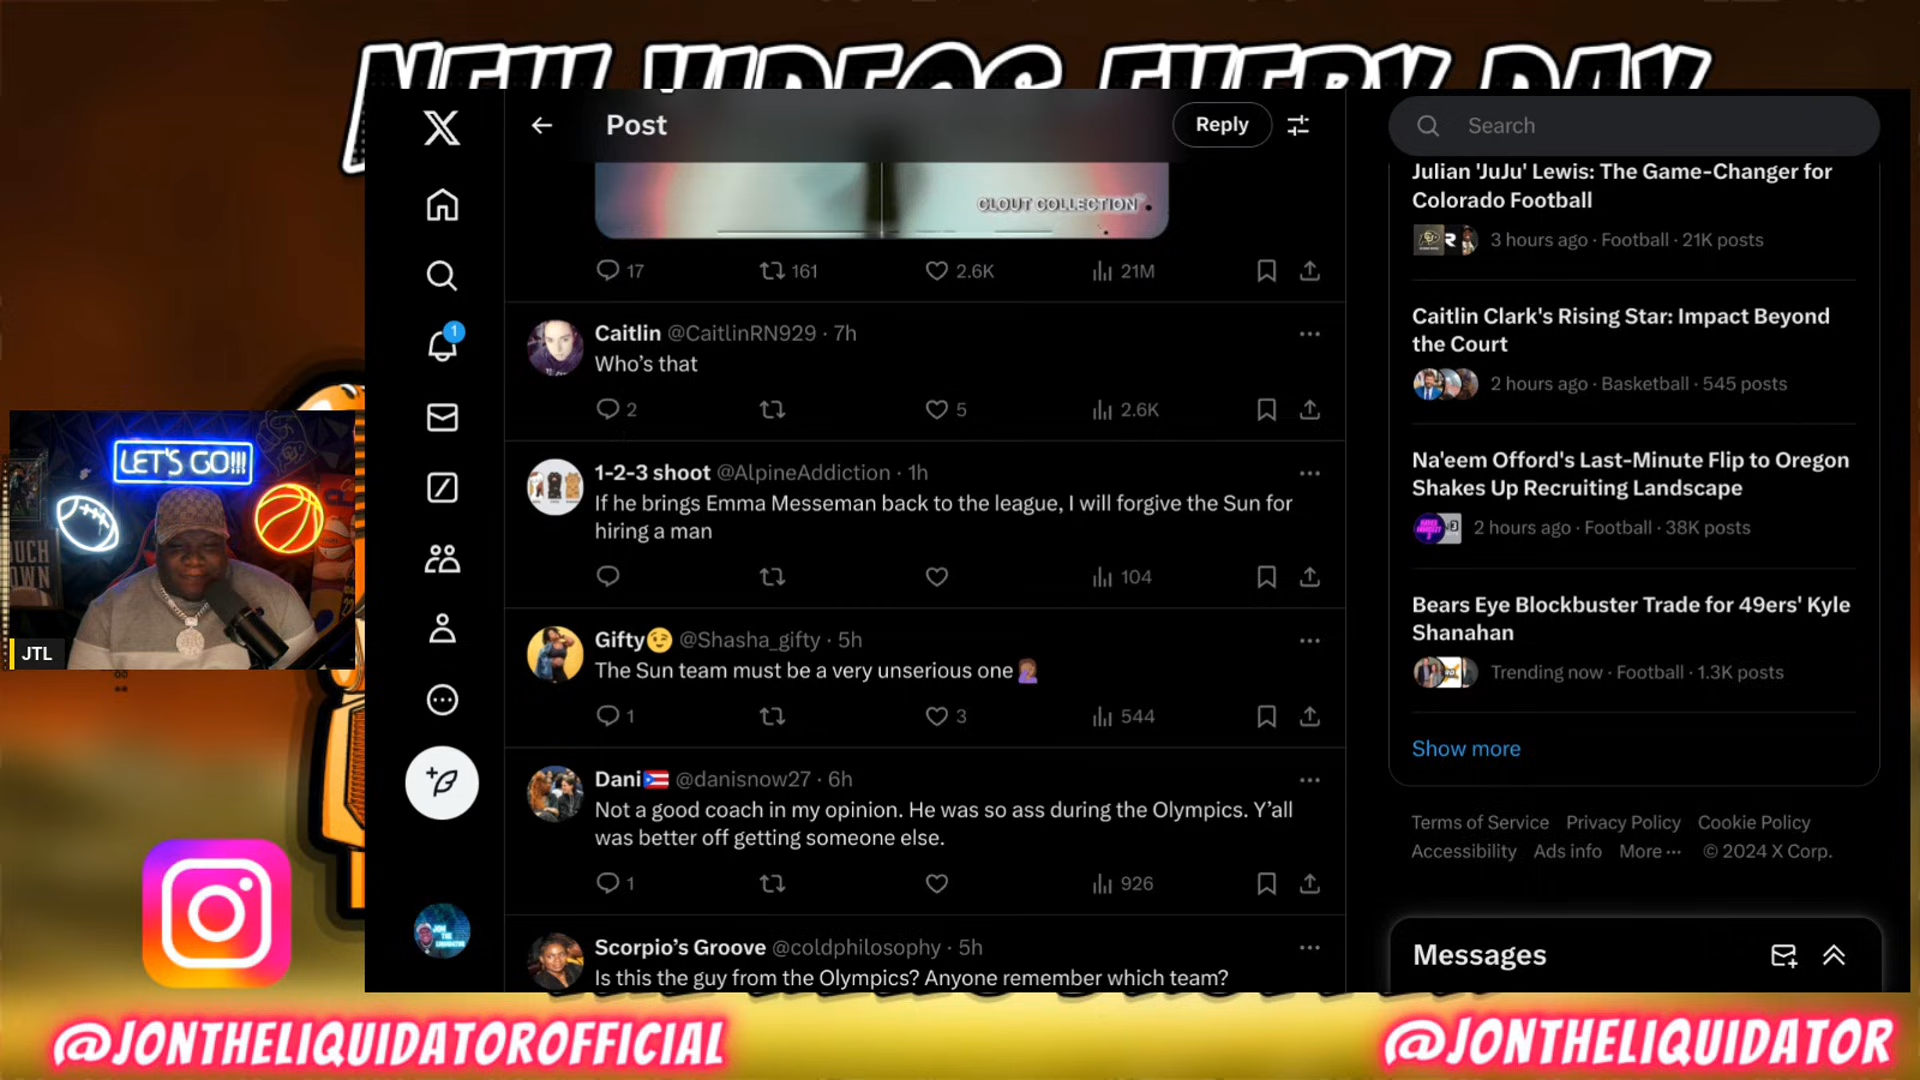 NEW VIDEOS EVERY DAY
Post
Reply
Search
CLOUT COLLECTION
17
161
2.6K
21M
Caitlin @CaitlinRN929 · 7h
Who's that
2
5
2.6K
1-2-3 shoot @AlpineAddiction · 1h
If he brings Emma Messeman back to the league, I will forgive the Sun for
hiring a man
104
Gifty😉 @Shasha_gifty · 5h
The Sun team must be a very unserious one🤦🏾‍♀️
1
3
544
Dani🇵🇷 @danisnow27 · 6h
Not a good coach in my opinion. He was so ass during the Olympics. Y'all
was better off getting someone else.
1
926
Scorpio's Groove @coldphilosophy · 5h
Is this the guy from the Olympics? Anyone remember which team?
Julian 'JuJu' Lewis: The Game-Changer for
Colorado Football
3 hours ago · Football · 21K posts
Caitlin Clark's Rising Star: Impact Beyond
the Court
2 hours ago · Basketball · 545 posts
Na'eem Offord's Last-Minute Flip to Oregon
Shakes Up Recruiting Landscape
2 hours ago · Football · 38K posts
Bears Eye Blockbuster Trade for 49ers' Kyle
Shanahan
Trending now · Football · 1.3K posts
Show more
Terms of Service Privacy Policy Cookie Policy
Accessibility Ads info More ··· © 2024 X Corp.
Messages
1
LET'S GO!!!
JTL
@JONTHELIQUIDATOROFFICIAL
@JONTHELIQUIDATOR